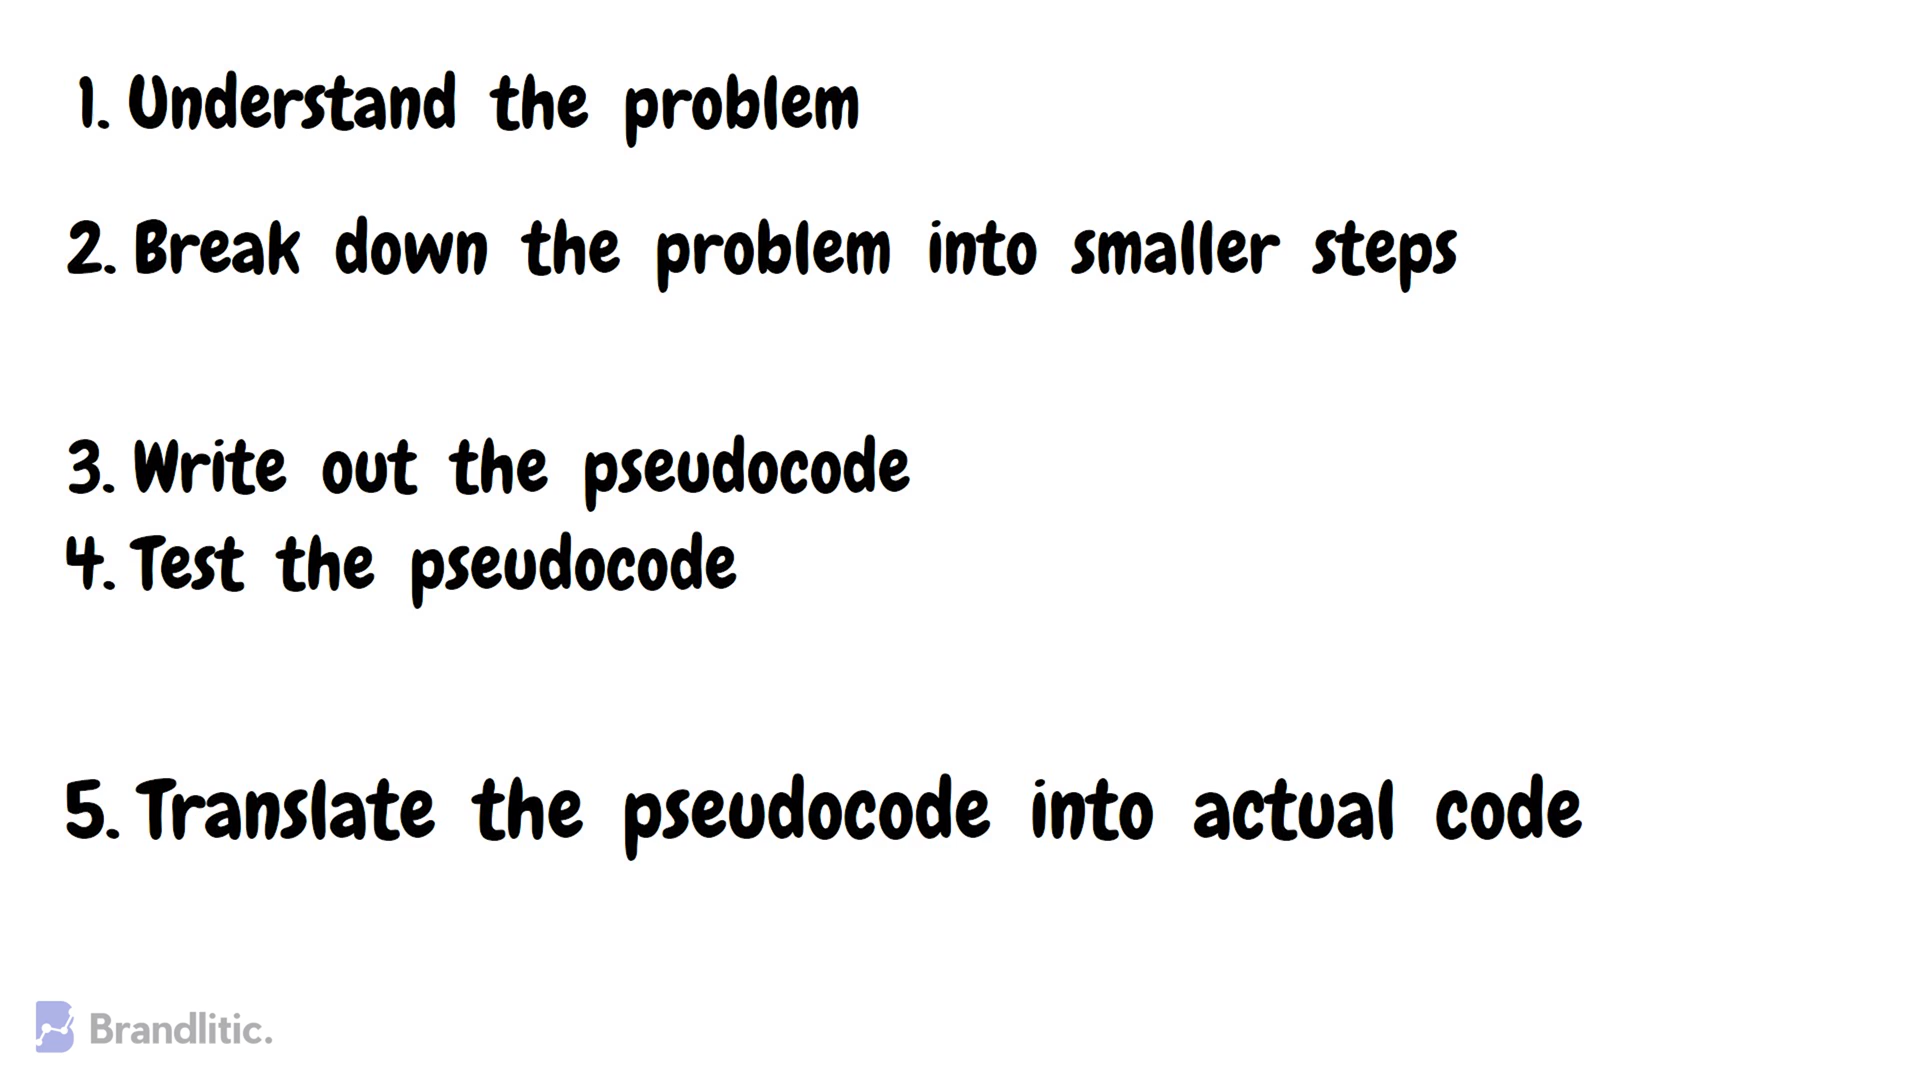 1. Understand the problem
2. Break down the problem into smaller steps
3. Write out the pseudocode
4. Test the pseudocode
5. Translate the pseudocode into actual code
Brandlitic.